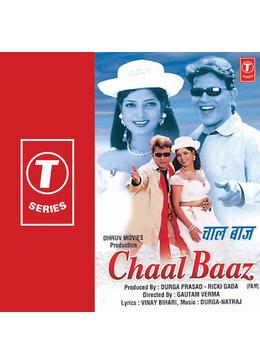 T
SERIES
T
SERIES
चाल बाज
DHRUV MOVIES
Production
Chaal Baaz
(FILM)
Produced By : DURGA PRASAD - RICKI GADA
Directed By : GAUTAM VERMA
Lyrics : VINAY BIHARI, Music : DURGA-NATRAJ